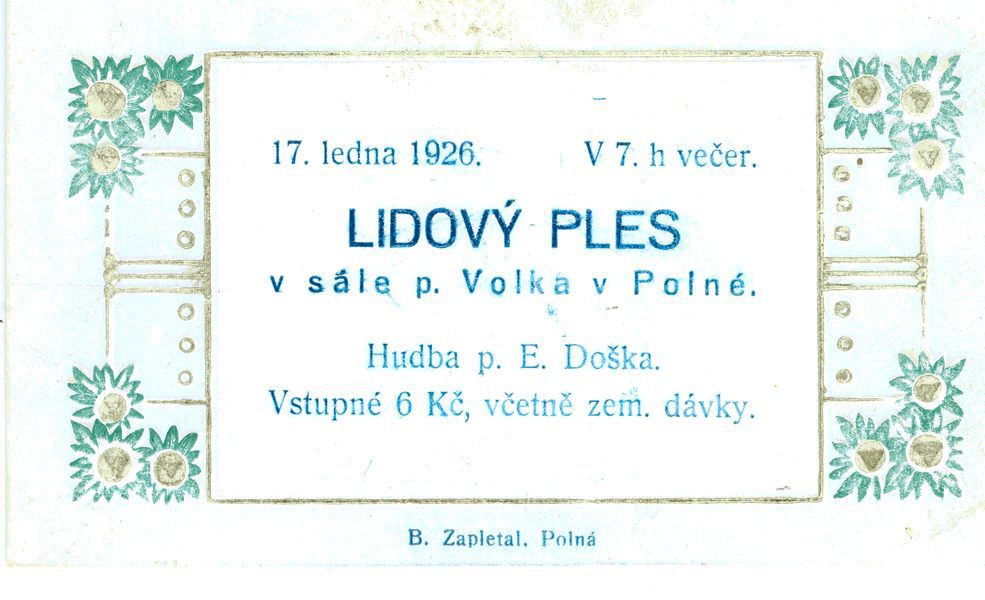 17. ledna 1926. V 7. h večer.
LIDOVÝ PLES
v sále p. Volka v Polné.
Hudba p. E. Doška.
Vstupné 6 Kč, včetně zem. dávky.
B. Zapletal, Polná